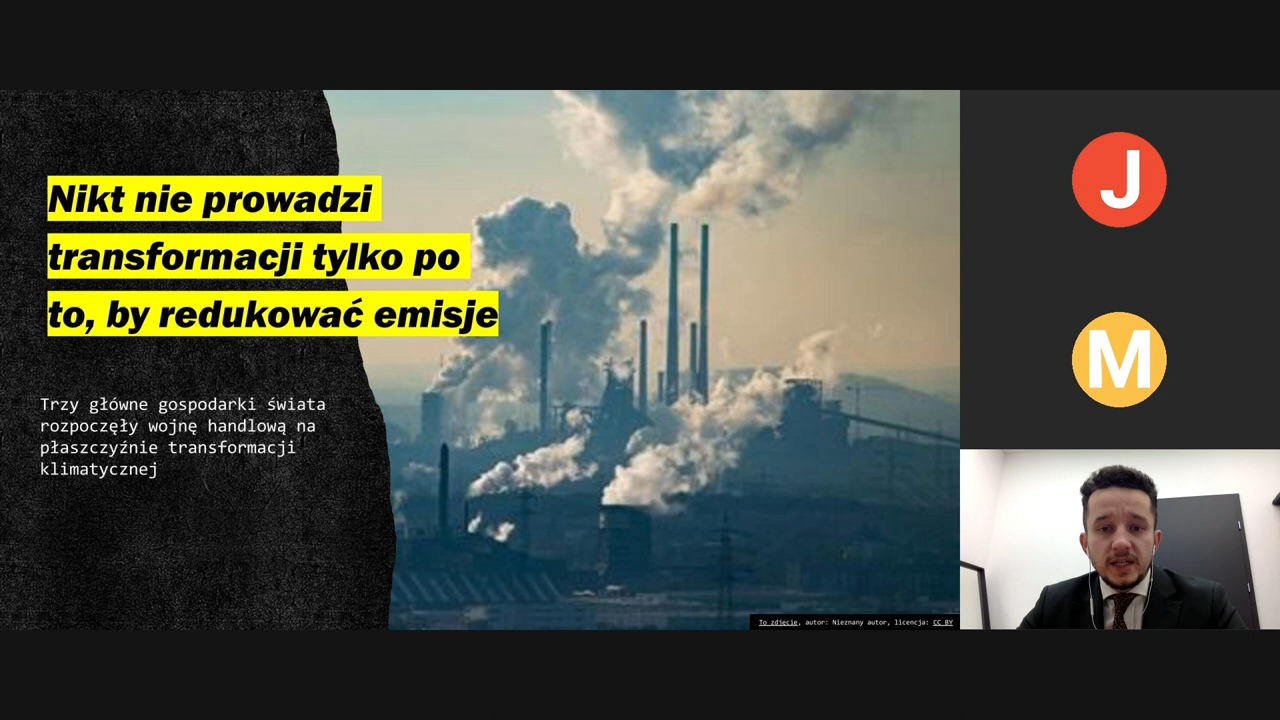 Nikt nie prowadzi
transformacji tylko po
to, by redukować emisje
Trzy główne gospodarki świata
rozpoczęły wojnę handlową na
płaszczyźnie transformacji
klimatycznej
To zdjęcie, autor: Nieznany autor, licencja: CC BY
J
M